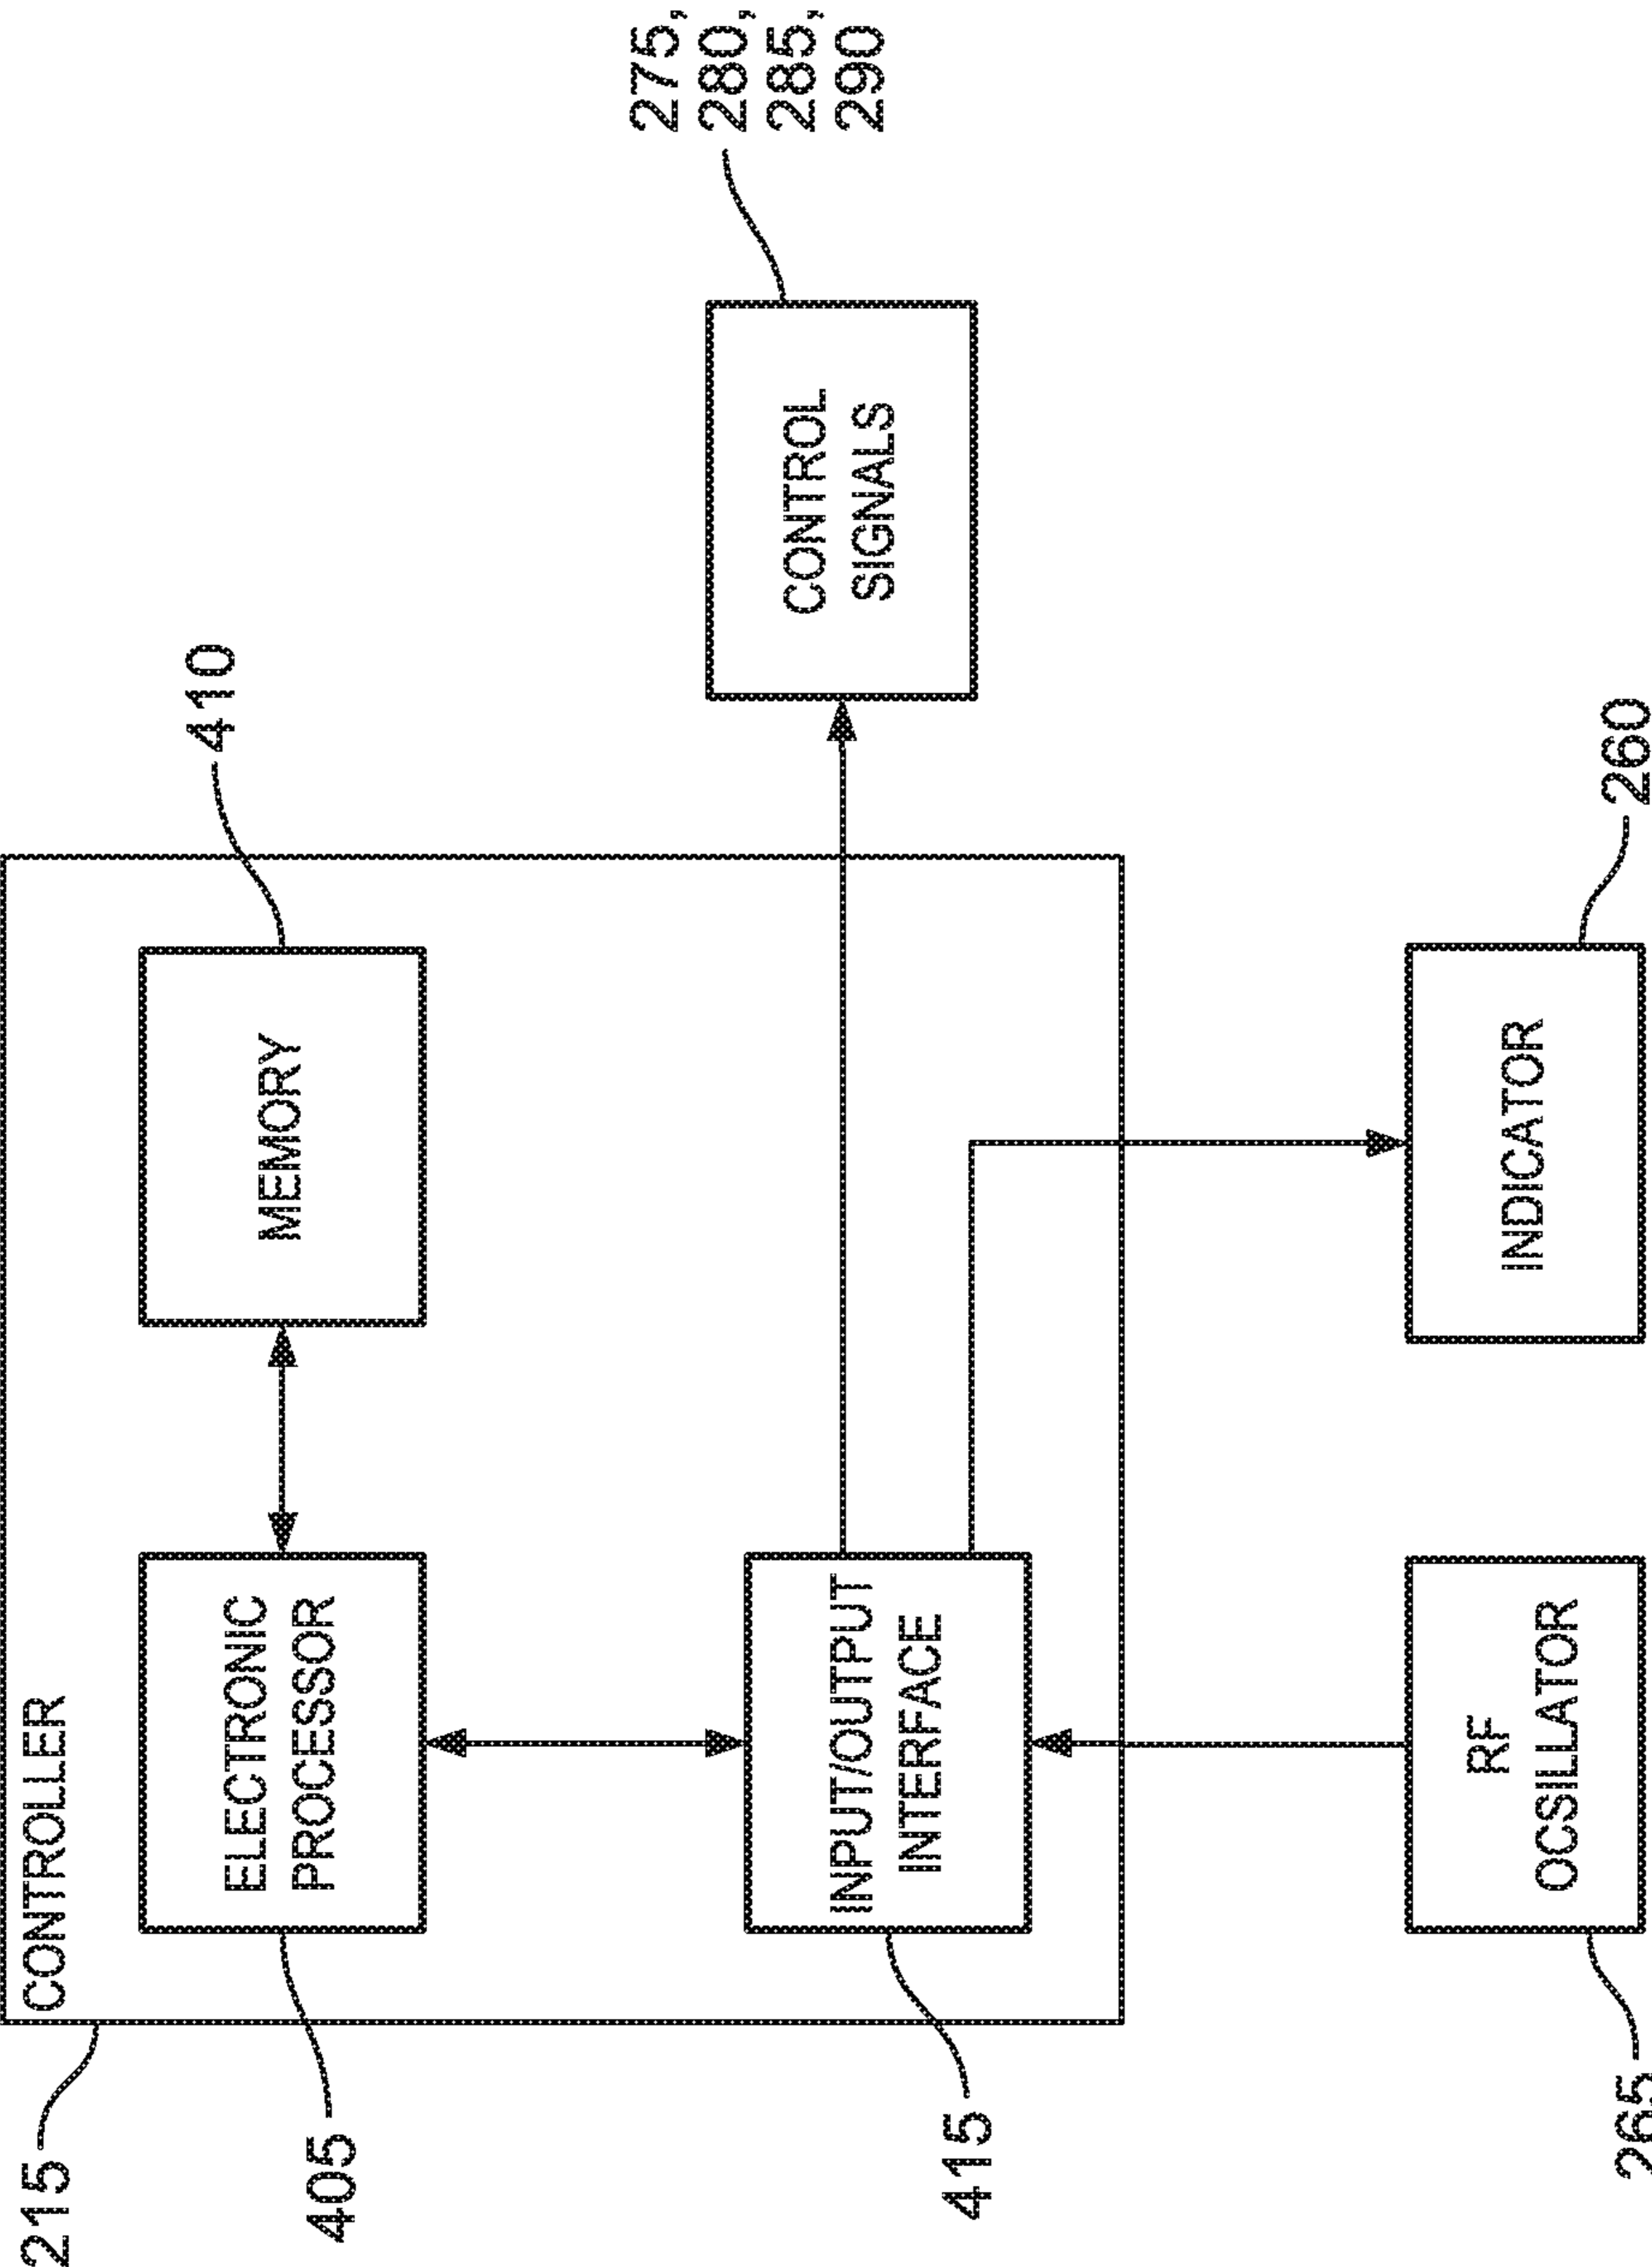 215
CONTROLLER
405
ELECTRONIC
PROCESSOR
MEMORY
410
415
INPUT/OUTPUT
INTERFACE
CONTROL
SIGNALS
275,
280,
285,
290
265
RF
OCSILLATOR
INDICATOR
260